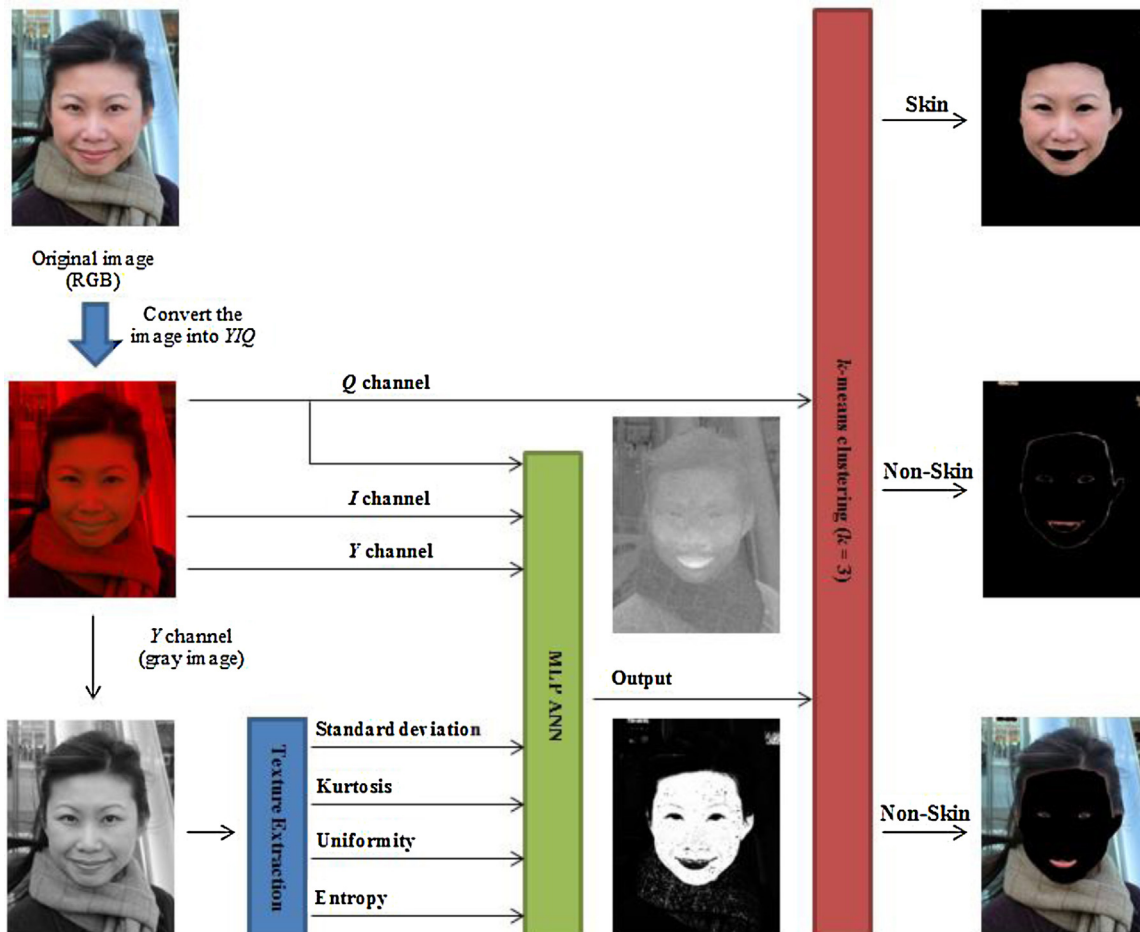 Original image
(RGB)
Convert the
image into YIQ
Q channel
I channel
Y channel
Y channel
(gray image)
Texture Extraction
Standard deviation
Kurtosis
Uniformity
Entropy
MLP ANN
Output
k-means clustering (k = 3)
Skin
Non-Skin
Non-Skin